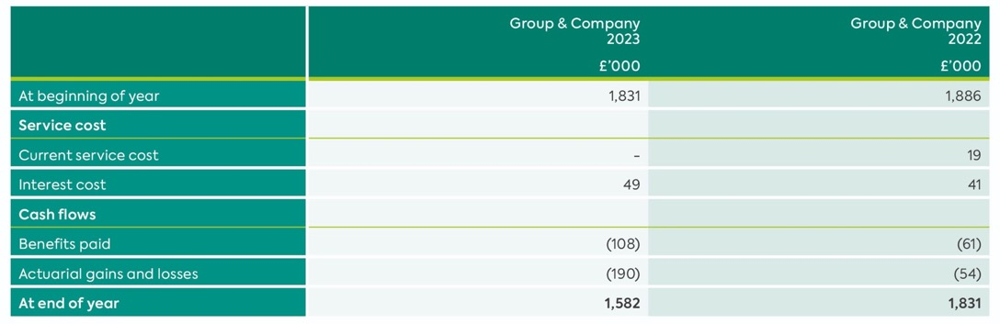 Group & Company Group & Company
2023 2022
£’000 £’000
At beginning of year 1,831 1,886
Service cost
Current service cost - 19
Interest cost 49 41
Cash flows
Benefits paid (108) (61)
Actuarial gains and losses (190) (54)
At end of year 1,582 1,831